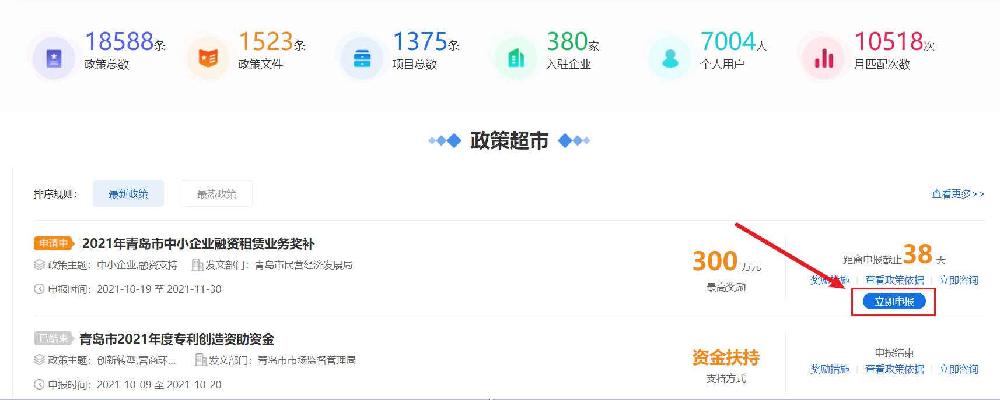 18588条
政策总数
1523条
政策文件
1375条
项目总数
380家
入驻企业
7004人
个人用户
10518次
月匹配次数
政策超市
排序规则： 最新政策 最热政策 查看更多>>
申请中 2021年青岛市中小企业融资租赁业务奖补
政策主题：中小企业,融资支持 发文部门：青岛市民营经济发展局
申报时间：2021-10-19 至 2021-11-30
300 万元
最高奖励
距离申报截止38 天
奖励措施 查看政策依据 立即咨询
立即申报
已结束 青岛市2021年度专利创造资助资金
政策主题：创新转型,营商环... 发文部门：青岛市市场监督管理局
申报时间：2021-10-09 至 2021-10-20
资金扶持
支持方式
申报结束
奖励措施 查看政策依据 立即咨询